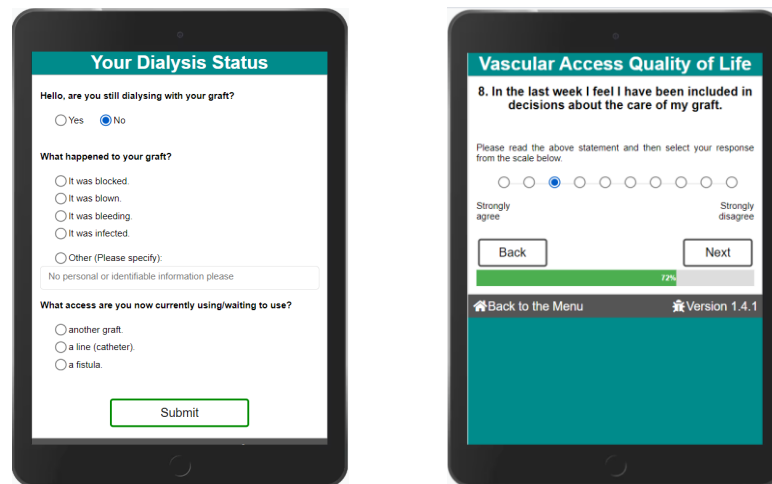 Your Dialysis Status
Hello, are you still dialysing with your graft?
Yes No
What happened to your graft?
It was blocked.
It was blown.
It was bleeding.
It was infected.
Other (Please specify):
No personal or identifiable information please
What access are you now currently using/waiting to use?
another graft.
a line (catheter).
a fistula.
Submit
Vascular Access Quality of Life
8. In the last week I feel I have been included in
decisions about the care of my graft.
Please read the above statement and then select your response
from the scale below.
Strongly
agree
Strongly
disagree
Back
Next
72%
Back to the Menu
Version 1.4.1